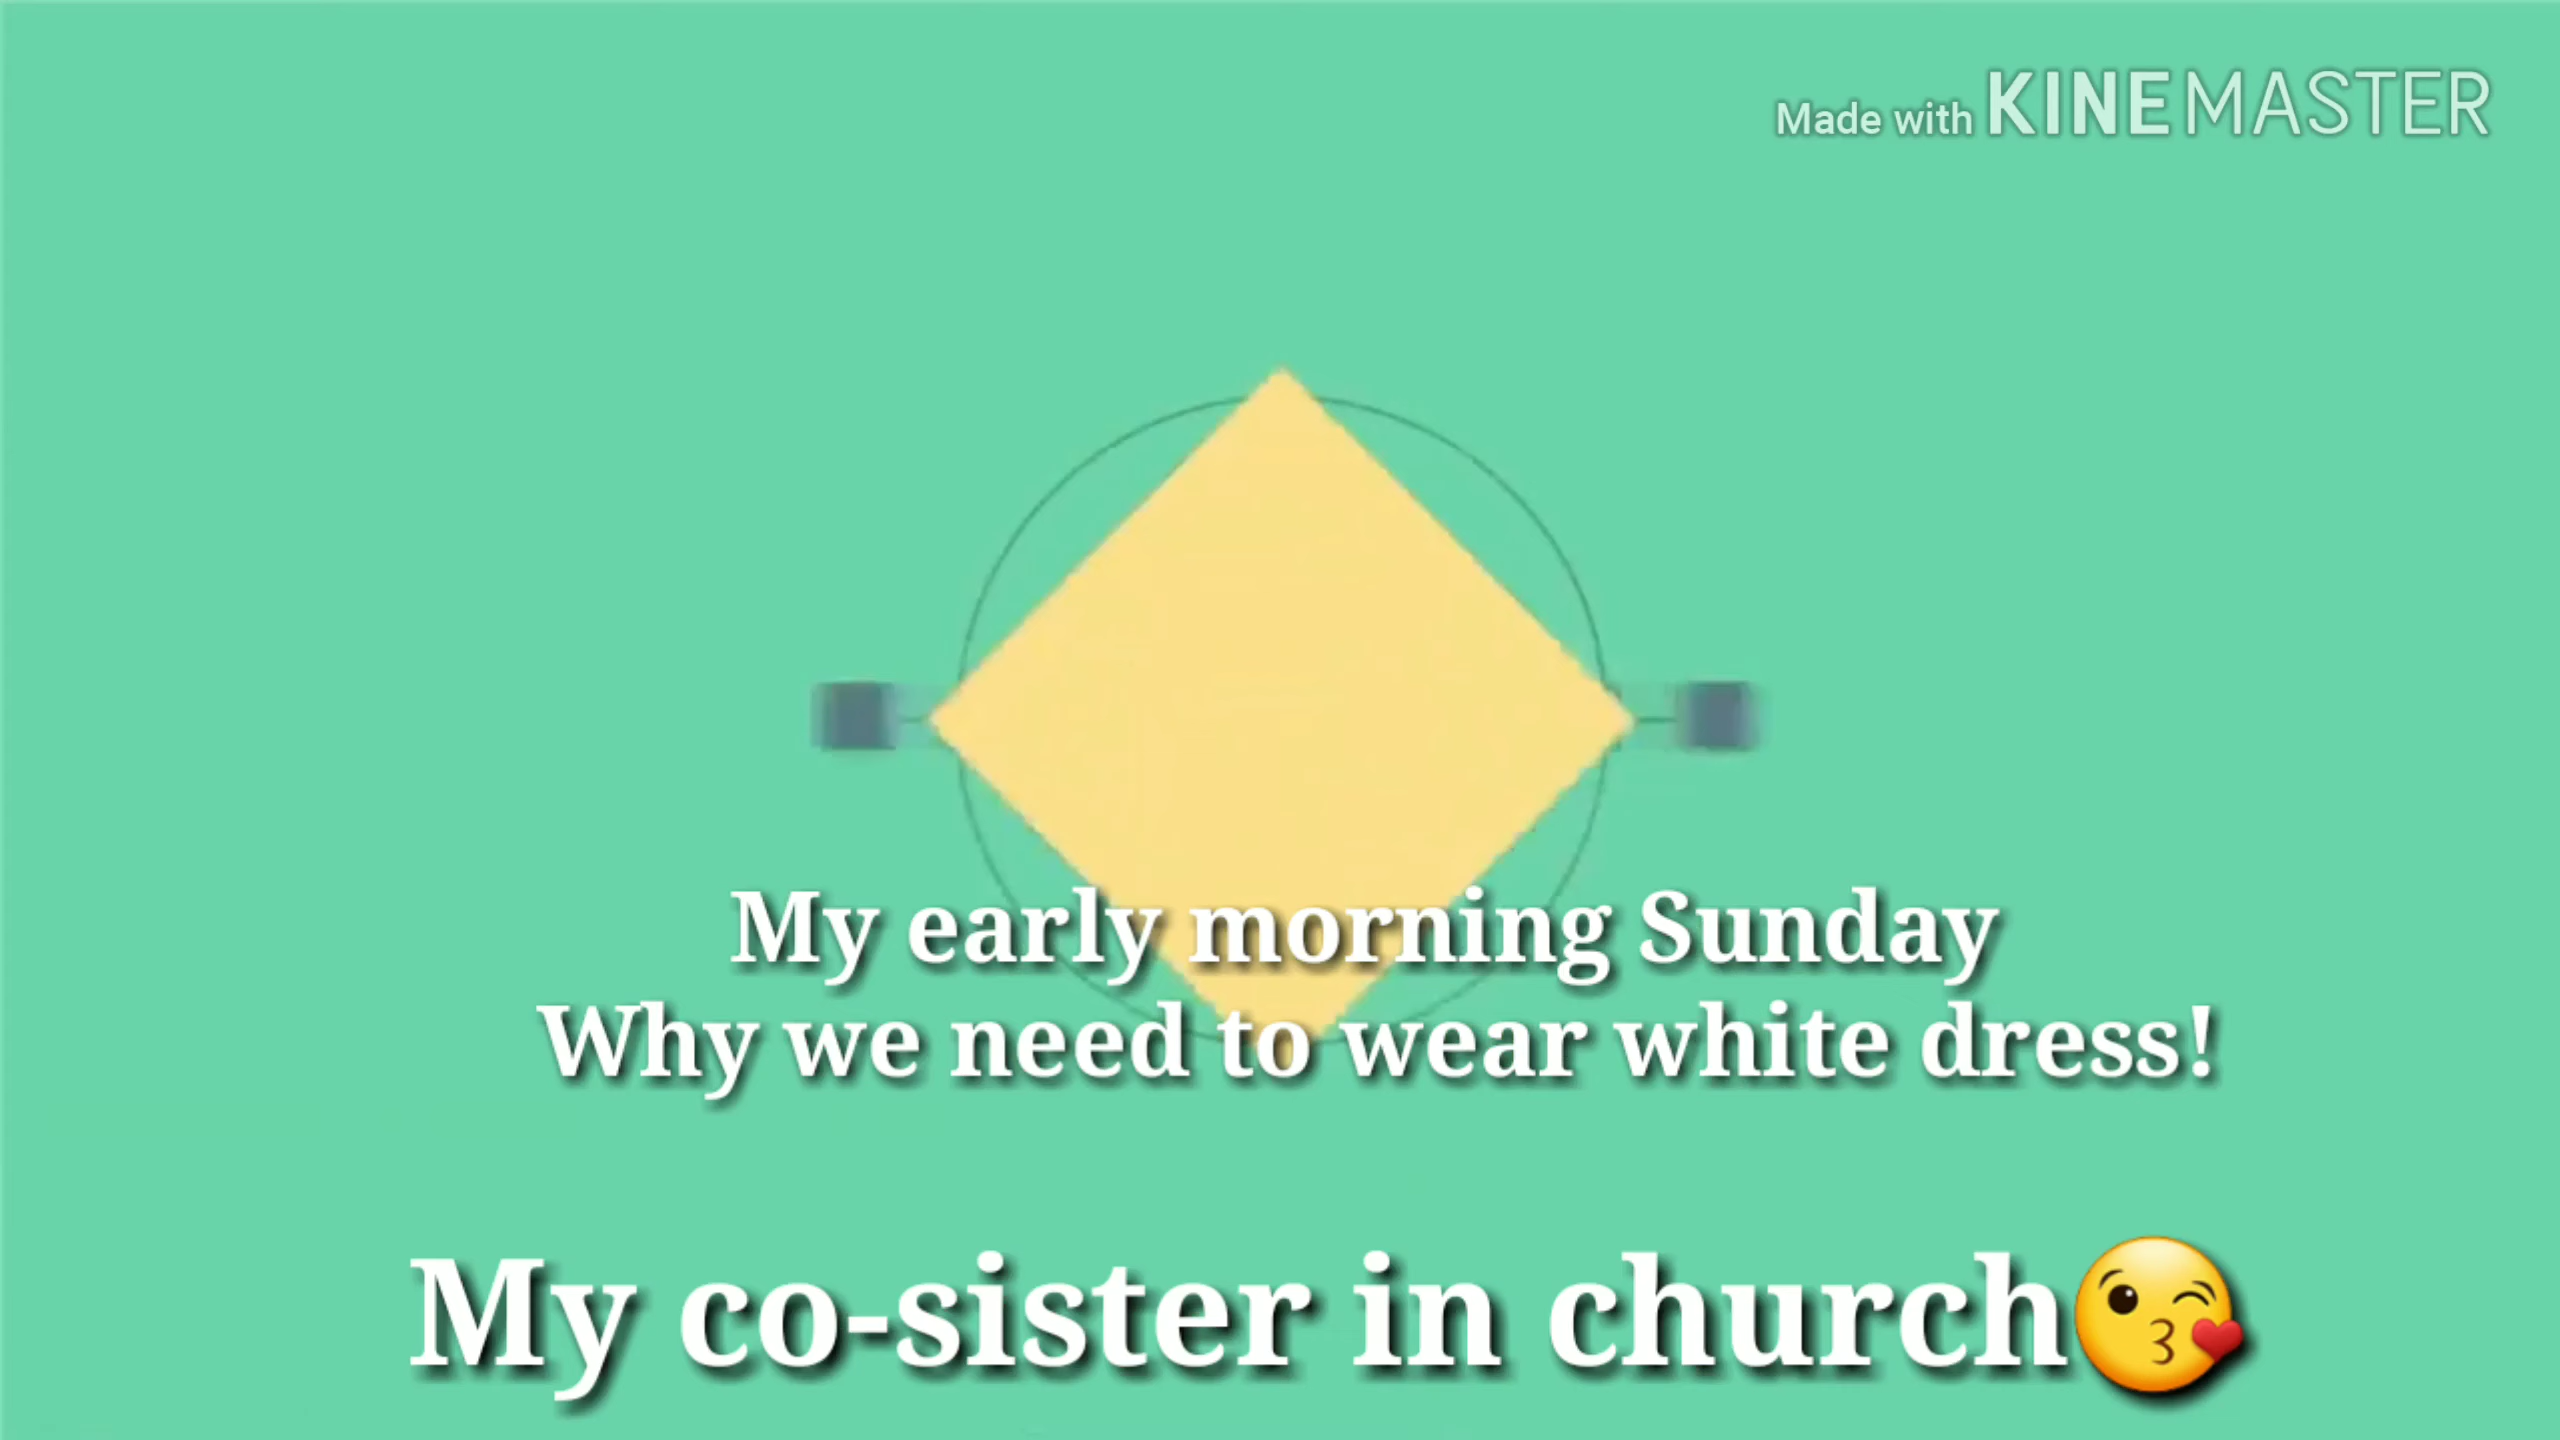 Made with KINEMASTER
My early morning Sunday
Why we need to wear white dress!
My co-sister in church😘